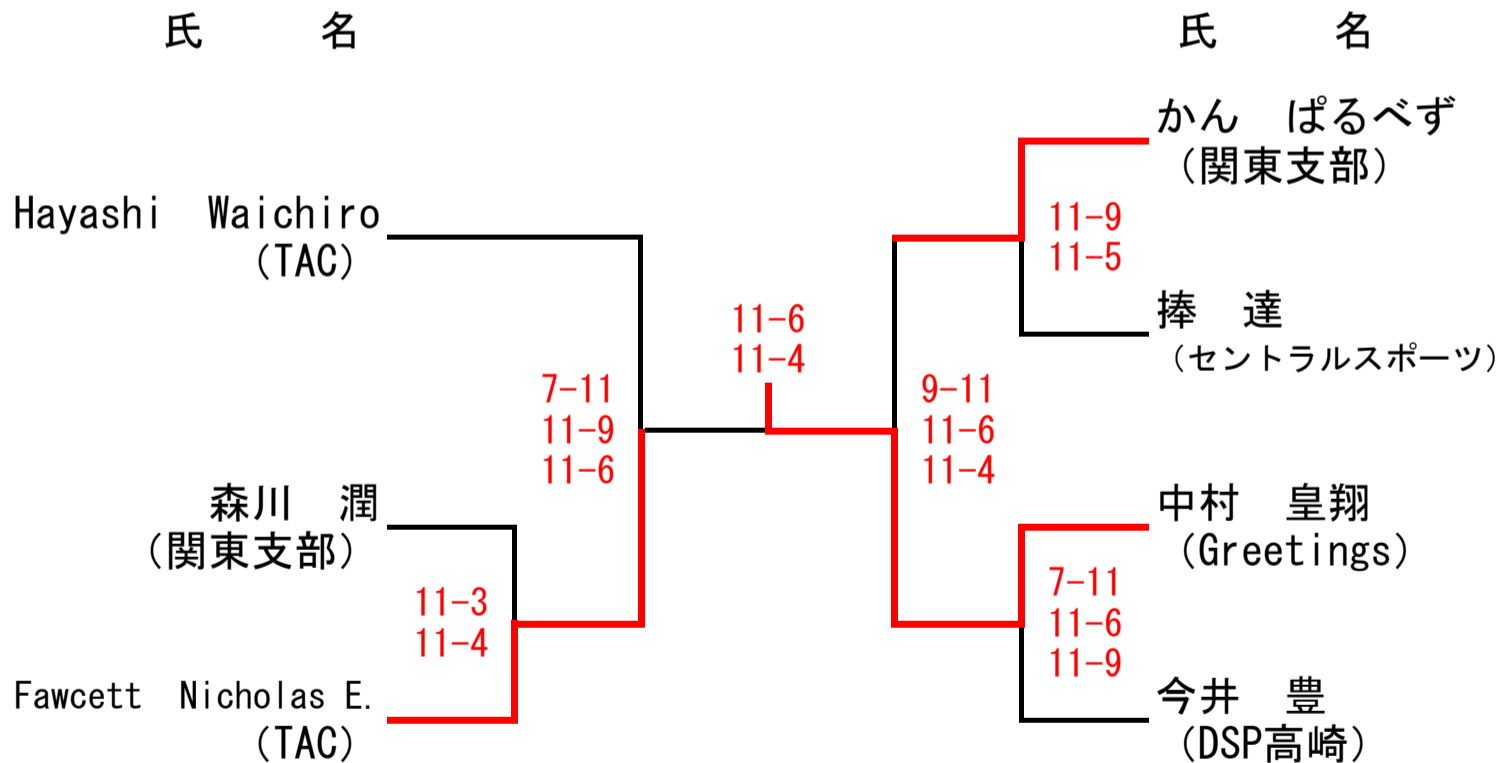 氏　　　名
氏　　　名
Hayashi　Waichiro
（TAC）
森川　潤
（関東支部）
11-3
11-4
Fawcett　Nicholas E.
（TAC）
7-11
11-9
11-6
11-6
11-4
9-11
11-6
11-4
かん　ぱるべず
（関東支部）
11-9
11-5
捧　達
（セントラルスポーツ）
中村　皇翔
（Greetings）
7-11
11-6
11-9
今井　豊
（DSP高崎）